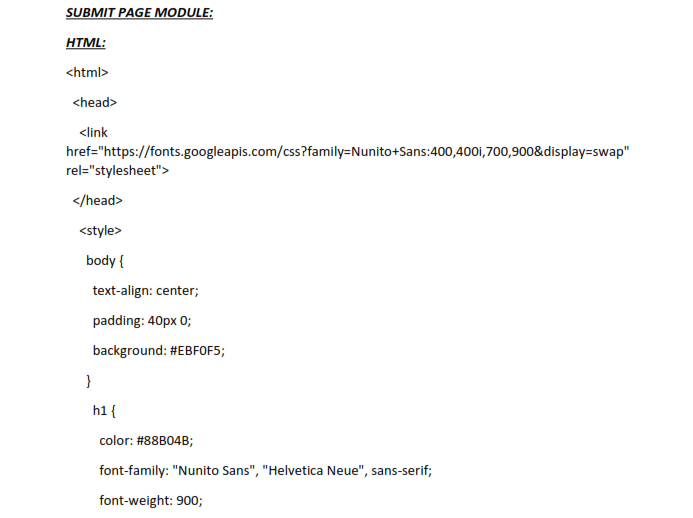 SUBMIT PAGE MODULE:
HTML:
<html>
<head>
<link
href="https://fonts.googleapis.com/css?family=Nunito+Sans:400,400i,700,900&display=swap"
rel="stylesheet">
</head>
<style>
body {
text-align: center;
padding: 40px 0;
background: #EBF0F5;
}
h1 {
color: #88B04B;
font-family: "Nunito Sans", "Helvetica Neue", sans-serif;
font-weight: 900;